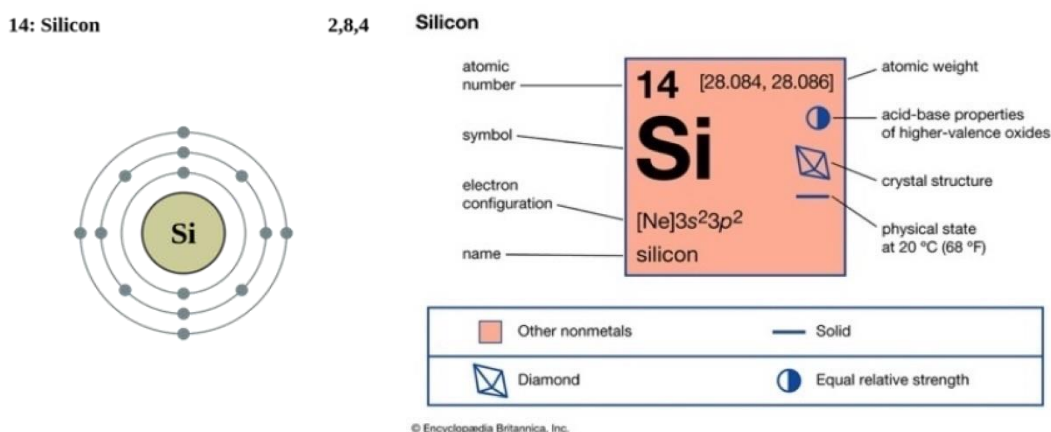 14: Silicon
2,8,4
Si
Silicon
atomic
number
symbol
electron
configuration
name
14 [28.084, 28.086]
Si
[Ne]3s²3p²
silicon
atomic weight
acid-base properties
of higher-valence oxides
crystal structure
physical state
at 20 ºC (68 ºF)
Other nonmetals
Solid
Diamond
Equal relative strength
© Encyclopædia Britannica, Inc.